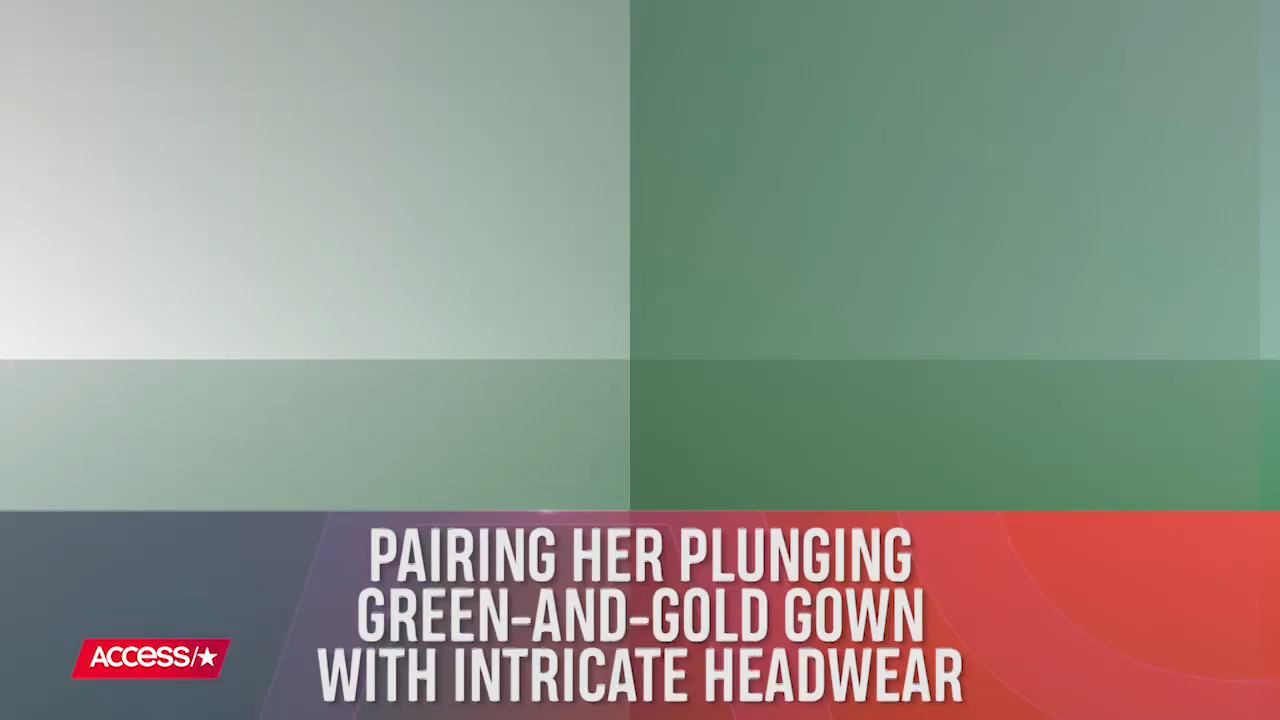 PAIRING HER PLUNGING
GREEN-AND-GOLD GOWN
WITH INTRICATE HEADWEAR
ACCESS/★